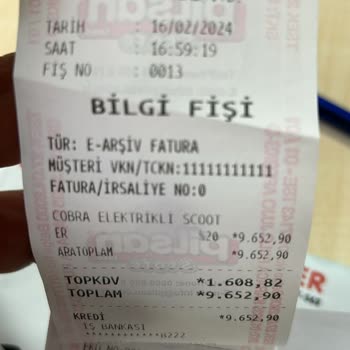 TARİH : 16/02/2024
SAAT : 16:59:19
FİŞ NO : 0013
BİLGİ FİŞİ
TÜR: E-ARŞİV FATURA
MÜŞTERİ VKN/TCKN:11111111111
FATURA/İRSALİYE NO:0
COBRA ELEKTRIKLI SCOOT
ER %20 *9.652,90
ARATOPLAM *9.652,90
TOPKDV *1.608,82
TOPLAM *9.652,90
KREDİ *9.652,90
İŞ BANKASI
************8222